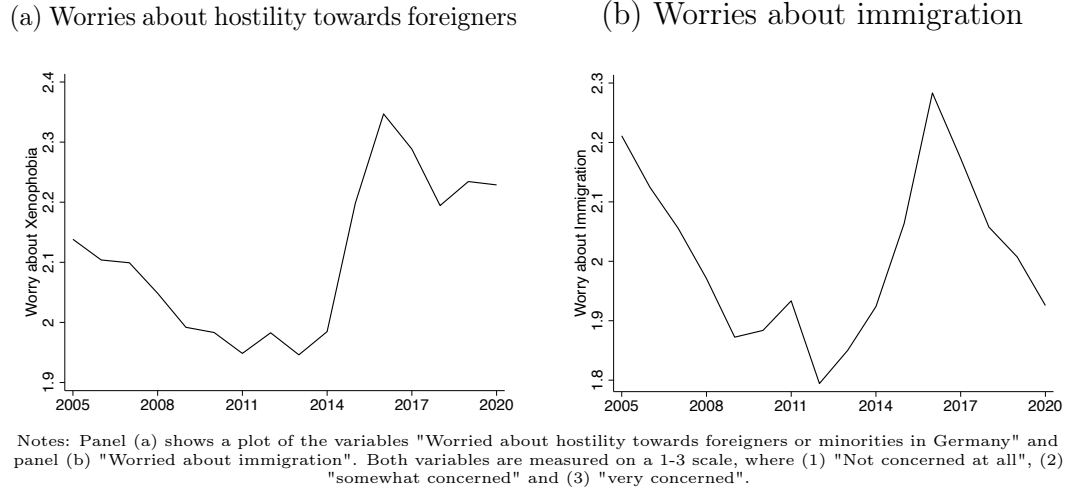 (a) Worries about hostility towards foreigners
Worry about Xenophobia
2.4
2.3
2.2
2.1
2
1.9
2005 2008 2011 2014 2017 2020
(b) Worries about immigration
Worry about Immigration
2.3
2.2
2.1
2
1.9
1.8
2005 2008 2011 2014 2017 2020
Notes: Panel (a) shows a plot of the variables "Worried about hostility towards foreigners or minorities in Germany" and
panel (b) "Worried about immigration". Both variables are measured on a 1-3 scale, where (1) "Not concerned at all", (2)
"somewhat concerned" and (3) "very concerned".